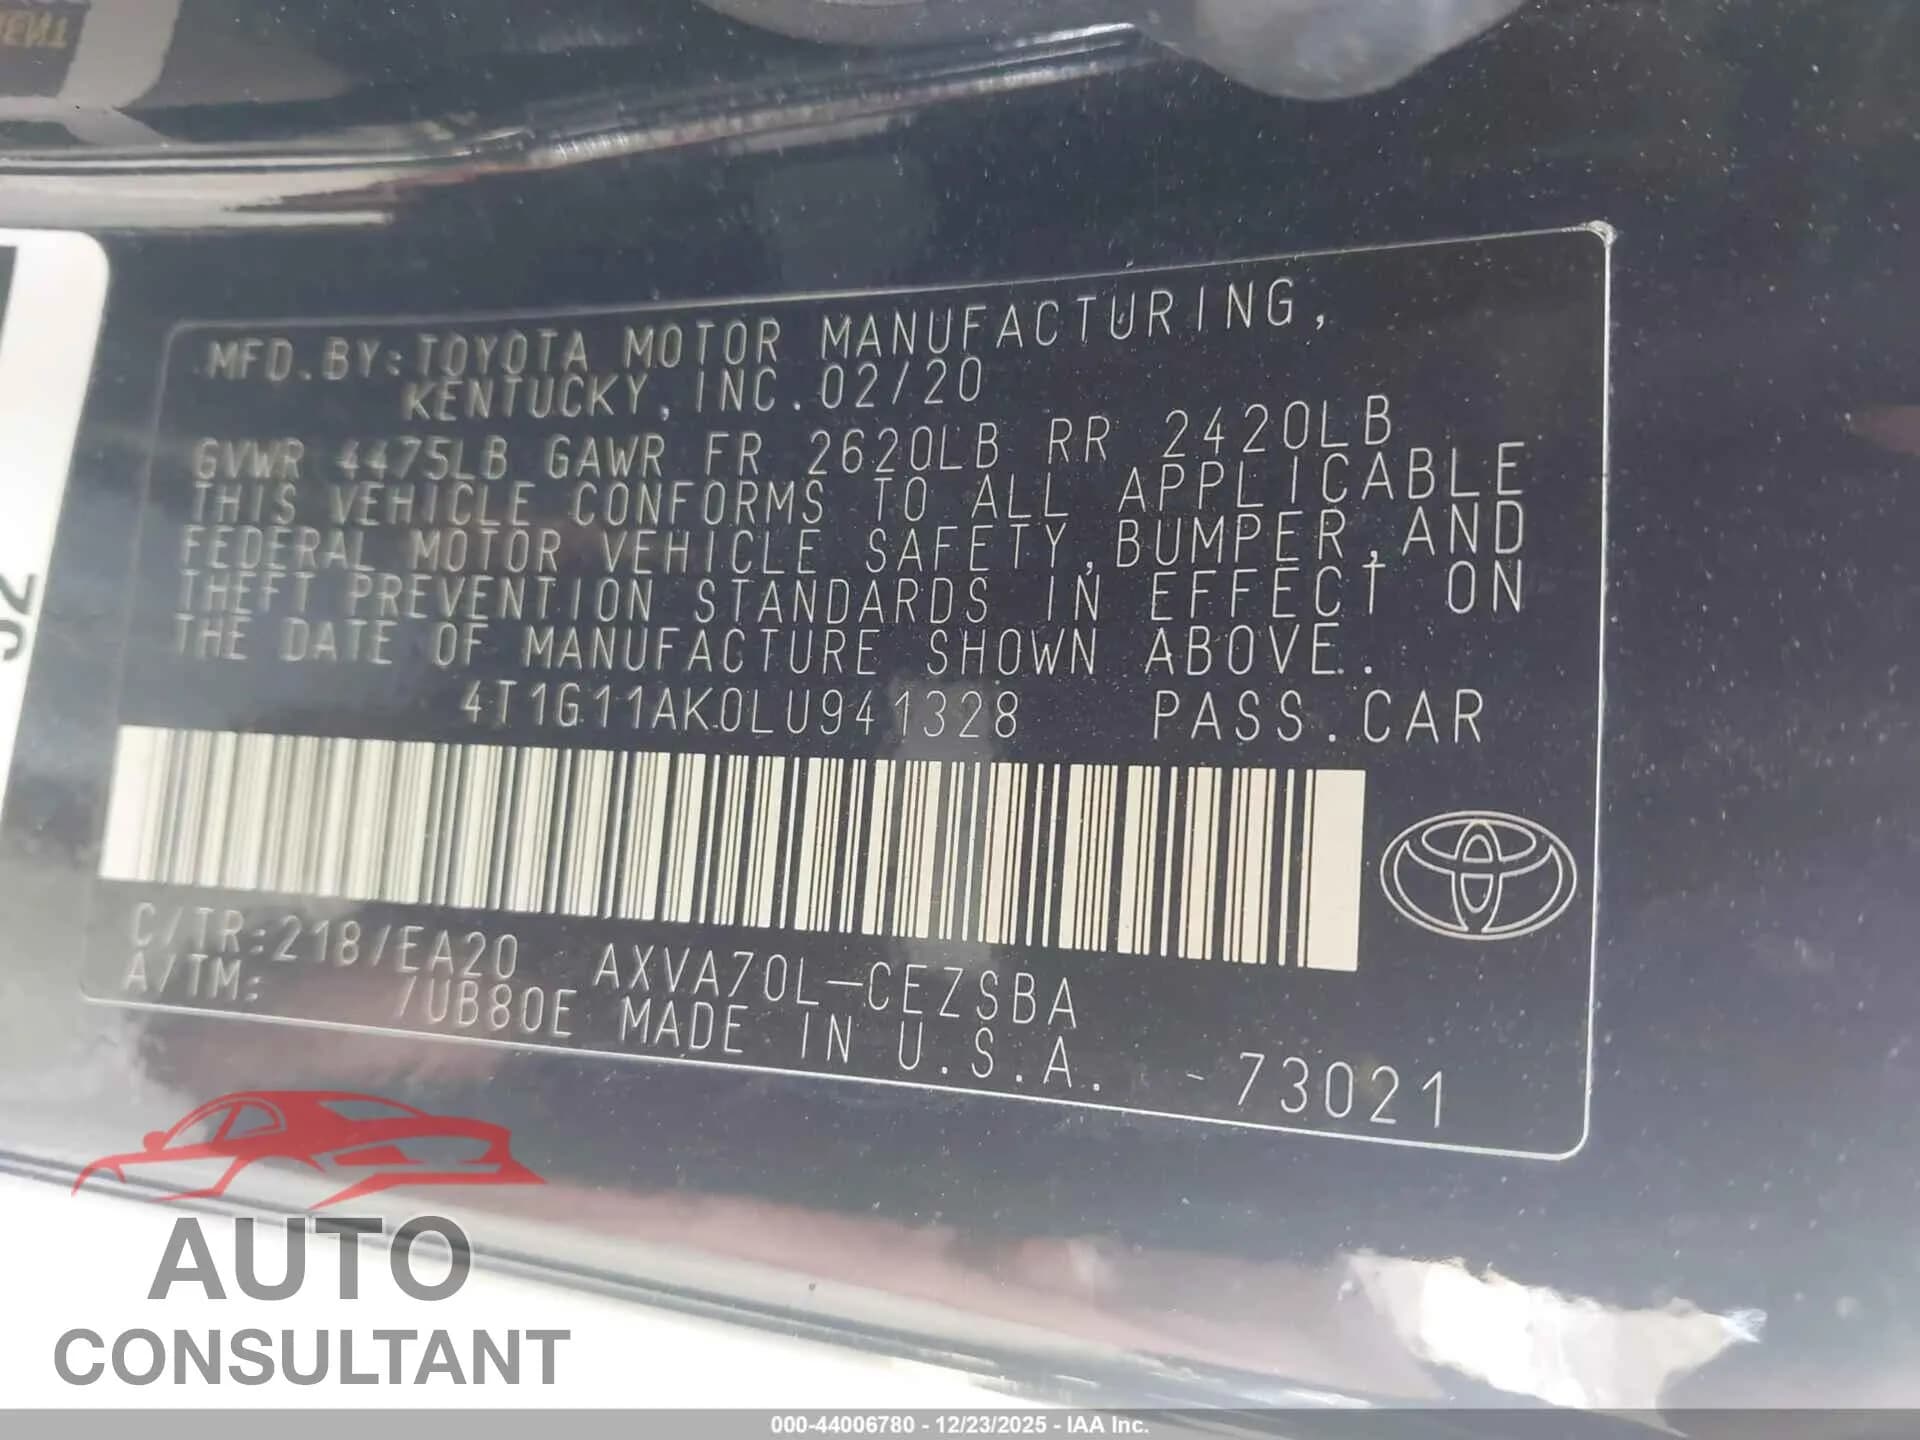 MFD.BY:TOYOTA MOTOR MANUFACTURING,
KENTUCKY, INC. 02/20
GVWR 4475LB GAWR FR 2620LB RR 2420LB
THIS VEHICLE CONFORMS TO ALL APPLICABLE
FEDERAL MOTOR VEHICLE SAFETY, BUMPER, AND
THEFT PREVENTION STANDARDS IN EFFECT ON
THE DATE OF MANUFACTURE SHOWN ABOVE.
4T1G11AK0LU941328 PASS.CAR
C/TR:218/EA20 AXVA70L-CEZSBA
A/TM: /UB80E MADE IN U.S.A. -73021
AUTO
CONSULTANT
000-44006780 - 12/23/2025 - IAA Inc.